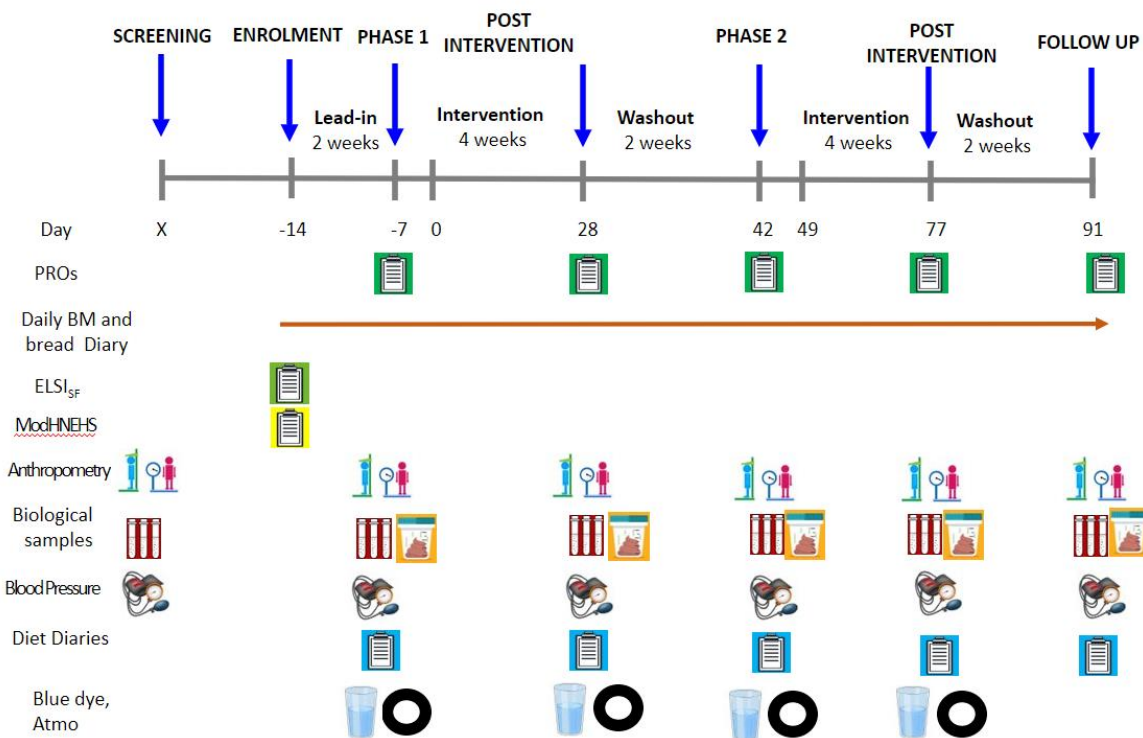 SCREENING
ENROLMENT
PHASE 1
POST
INTERVENTION
PHASE 2
POST
INTERVENTION
FOLLOW UP
Lead-in
2 weeks
Intervention
4 weeks
Washout
2 weeks
Intervention
4 weeks
Washout
2 weeks
Day X -14 -7 0 28 42 49 77 91
PROs
Daily BM and
bread Diary
ELSISF
ModHNEHS
Anthropometry
Biological
samples
Blood Pressure
Diet Diaries
Blue dye,
Atmo